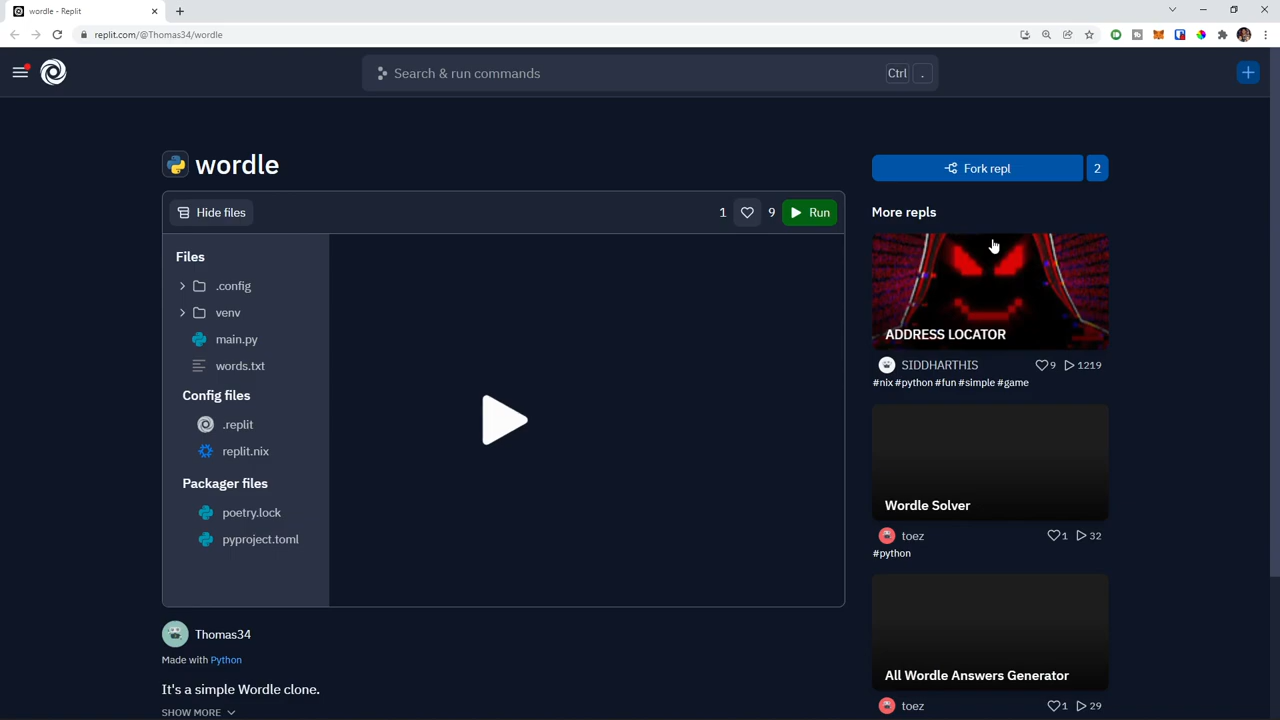 wordle - Replit
replit.com/@Thomas34/wordle
Search & run commands
Ctrl .
wordle
Fork repl 2
Hide files
1 9 Run
More repls
Files
.config
venv
main.py
words.txt
Config files
.replit
replit.nix
Packager files
poetry.lock
pyproject.toml
ADDRESS LOCATOR
SIDDHARTHIS 9 1219
#nix #python #fun #simple #game
Wordle Solver
toez 1 32
#python
All Wordle Answers Generator
toez 1 29
Thomas34
Made with Python
It's a simple Wordle clone.
SHOW MORE